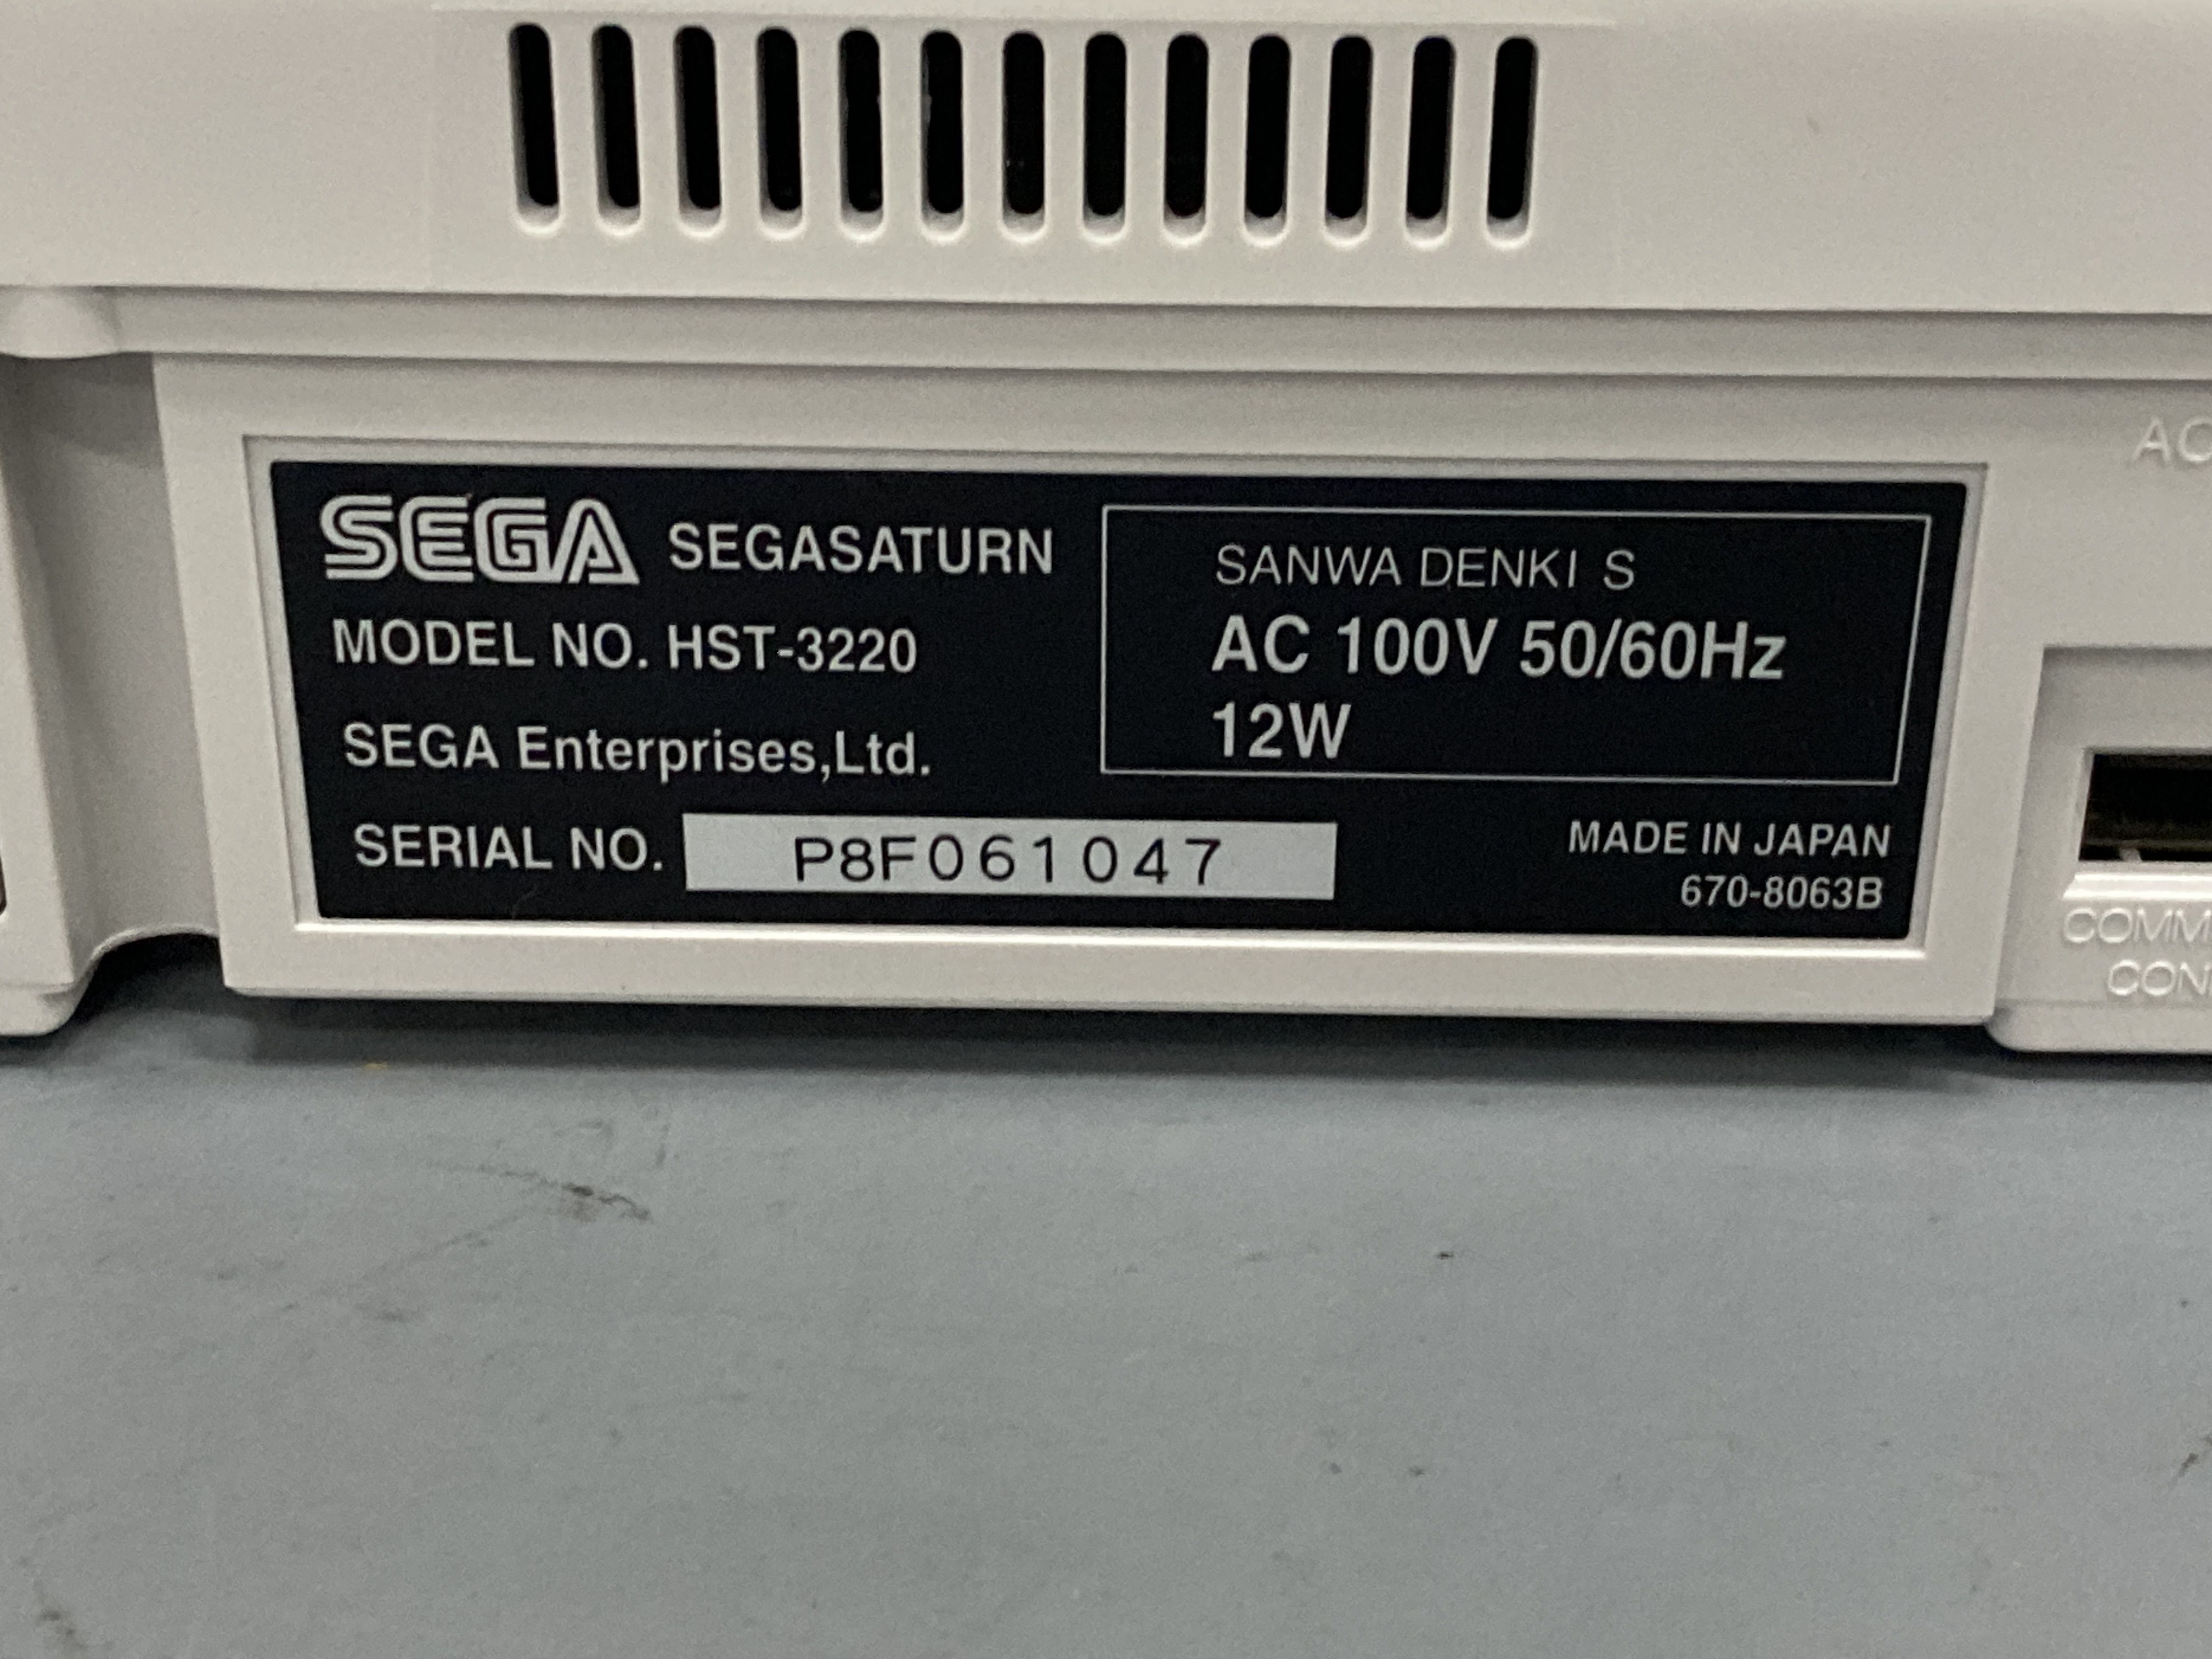 SEGA SEGASATURN
MODEL NO. HST-3220
SEGA Enterprises,Ltd.
SERIAL NO. P8F061047
SANWA DENKI S
AC 100V 50/60Hz
12W
MADE IN JAPAN
670-8063B
AC